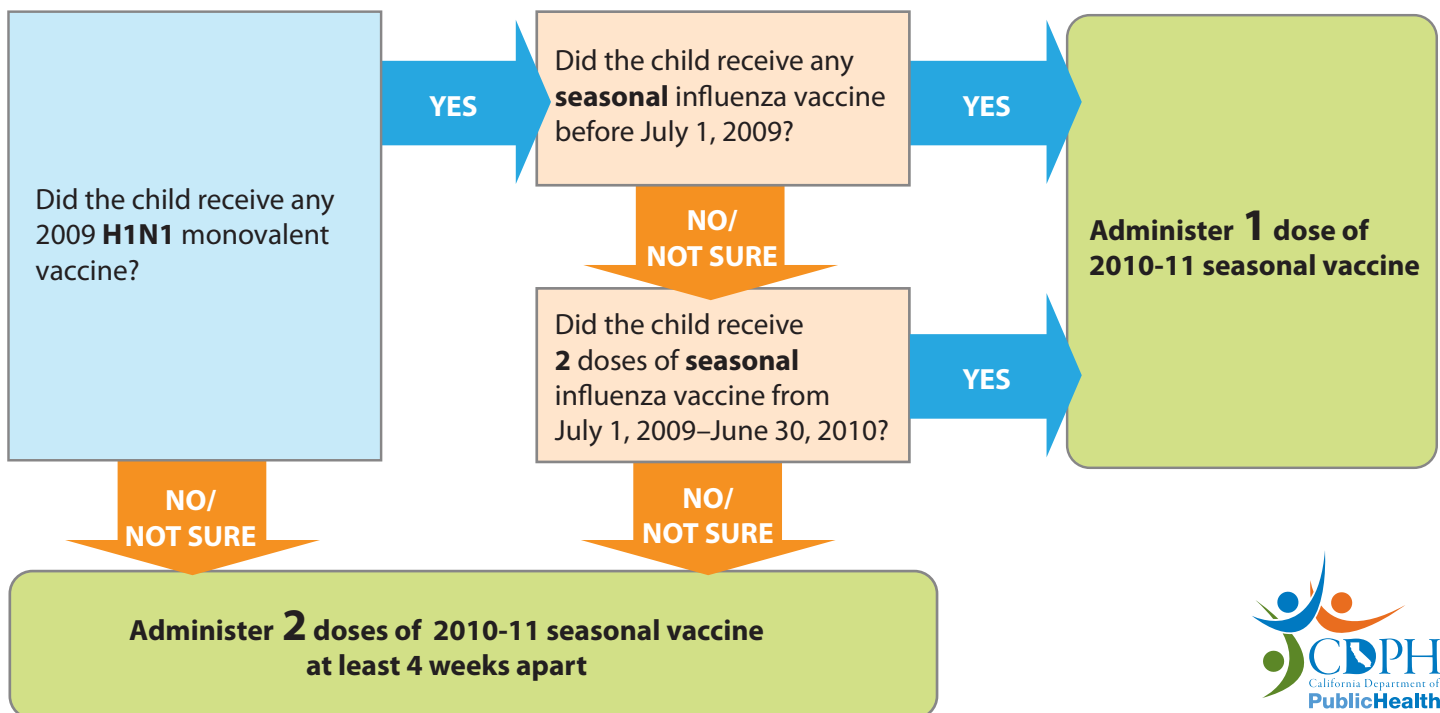 Did the child receive any
2009 H1N1 monovalent
vaccine?
YES
Did the child receive any
seasonal influenza vaccine
before July 1, 2009?
YES
NO/
NOT SURE
Administer 1 dose of
2010-11 seasonal vaccine
Did the child receive
2 doses of seasonal
influenza vaccine from
July 1, 2009–June 30, 2010?
YES
NO/
NOT SURE
NO/
NOT SURE
Administer 2 doses of 2010-11 seasonal vaccine
at least 4 weeks apart
CDPH
California Department of
PublicHealth